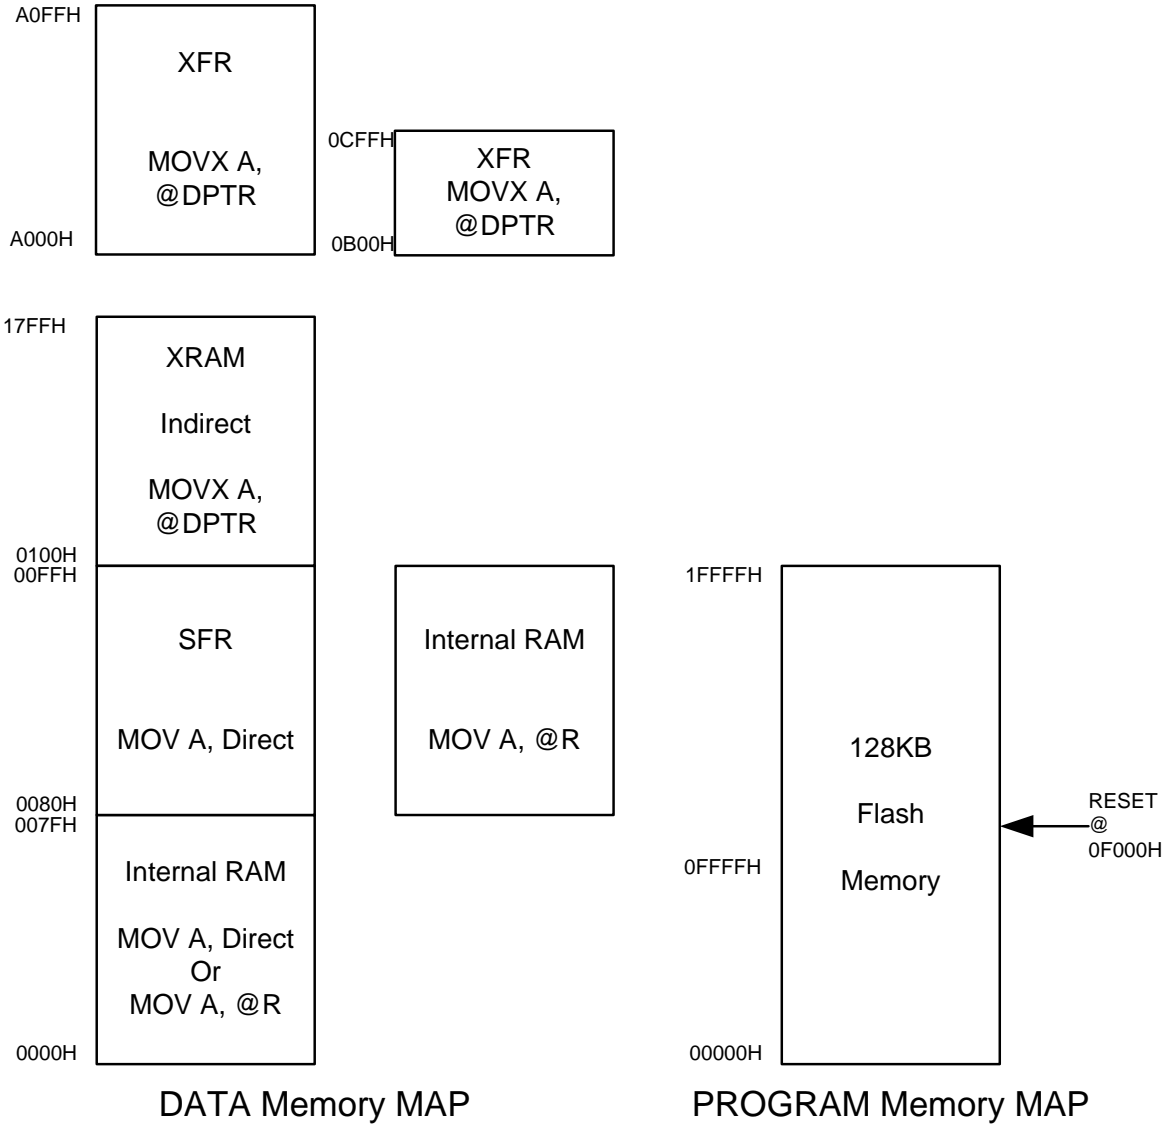 A0FFH
XFR
MOVX A,
@DPTR
A000H
0CFFH
XFR
MOVX A,
@DPTR
0B00H
17FFH
XRAM
Indirect
MOVX A,
@DPTR
0100H
00FFH
SFR
MOV A, Direct
0080H
007FH
Internal RAM
MOV A, Direct
Or
MOV A, @R
0000H
Internal RAM
MOV A, @R
DATA Memory MAP
1FFFFH
128KB
Flash
Memory
0FFFFH
00000H
RESET
@
0F000H
PROGRAM Memory MAP